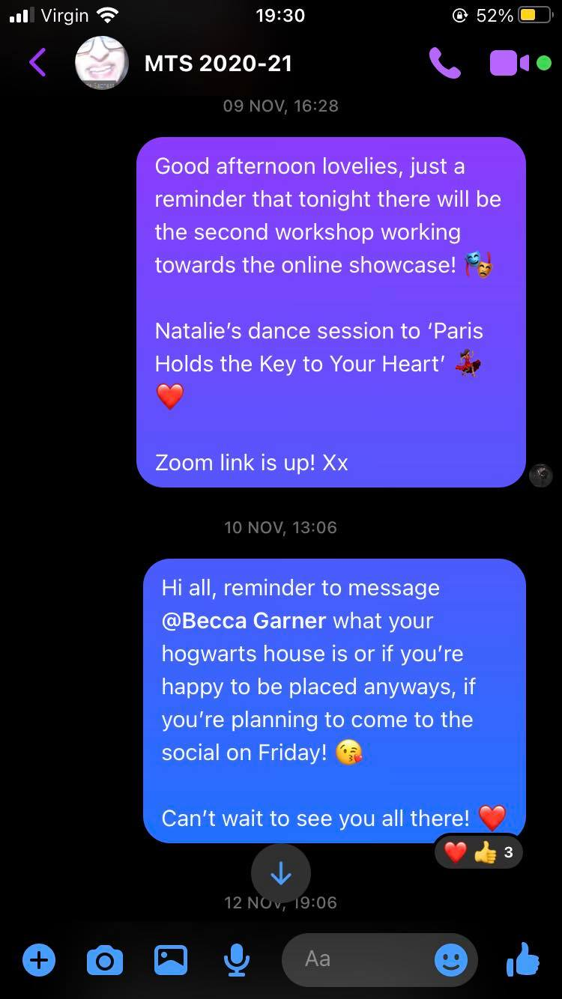 Virgin 19:30 52%
MTS 2020-21
09 NOV, 16:28
Good afternoon lovelies, just a
reminder that tonight there will be
the second workshop working
towards the online showcase! 🎭
Natalie’s dance session to ‘Paris
Holds the Key to Your Heart’ 💃🏾
❤️
Zoom link is up! Xx
10 NOV, 13:06
Hi all, reminder to message
@Becca Garner what your
hogwarts house is or if you’re
happy to be placed anyways, if
you’re planning to come to the
social on Friday! 😘
Can’t wait to see you all there! ❤️
❤️ 👍 3
12 NOV, 19:06
Aa